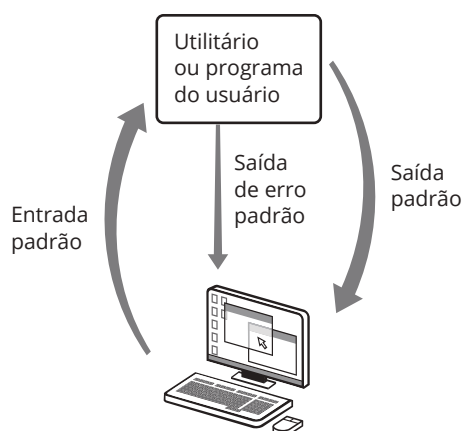 Utilitário
ou programa
do usuário
Saída
de erro
padrão
Saída
padrão
Entrada
padrão